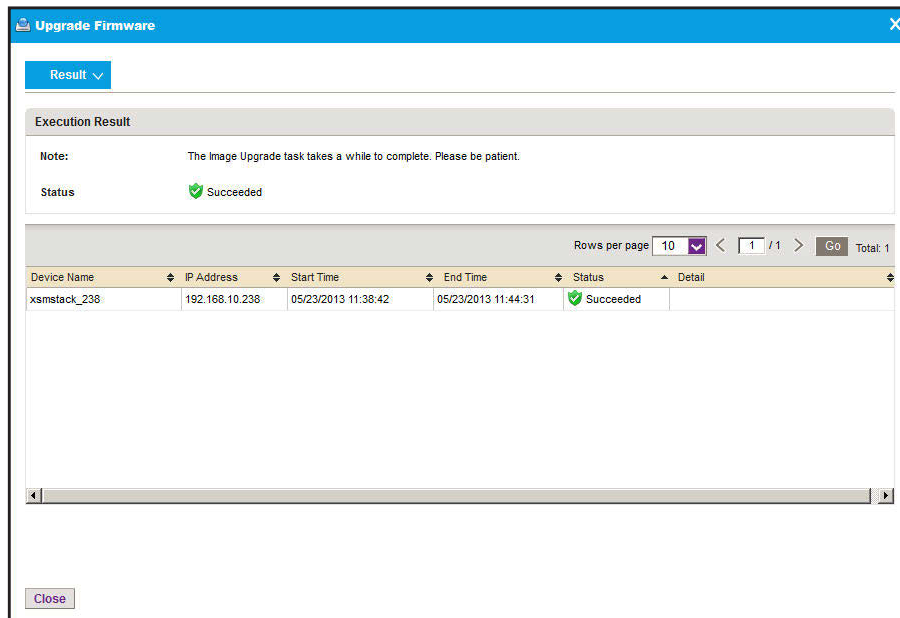 Upgrade Firmware
Result
Execution Result
Note: The Image Upgrade task takes a while to complete. Please be patient.
Status Succeeded
Rows per page 10 1 / 1 Go Total: 1
Device Name IP Address Start Time End Time Status Detail
xsmstack_238 192.168.10.238 05/23/2013 11:38:42 05/23/2013 11:44:31 Succeeded
Close